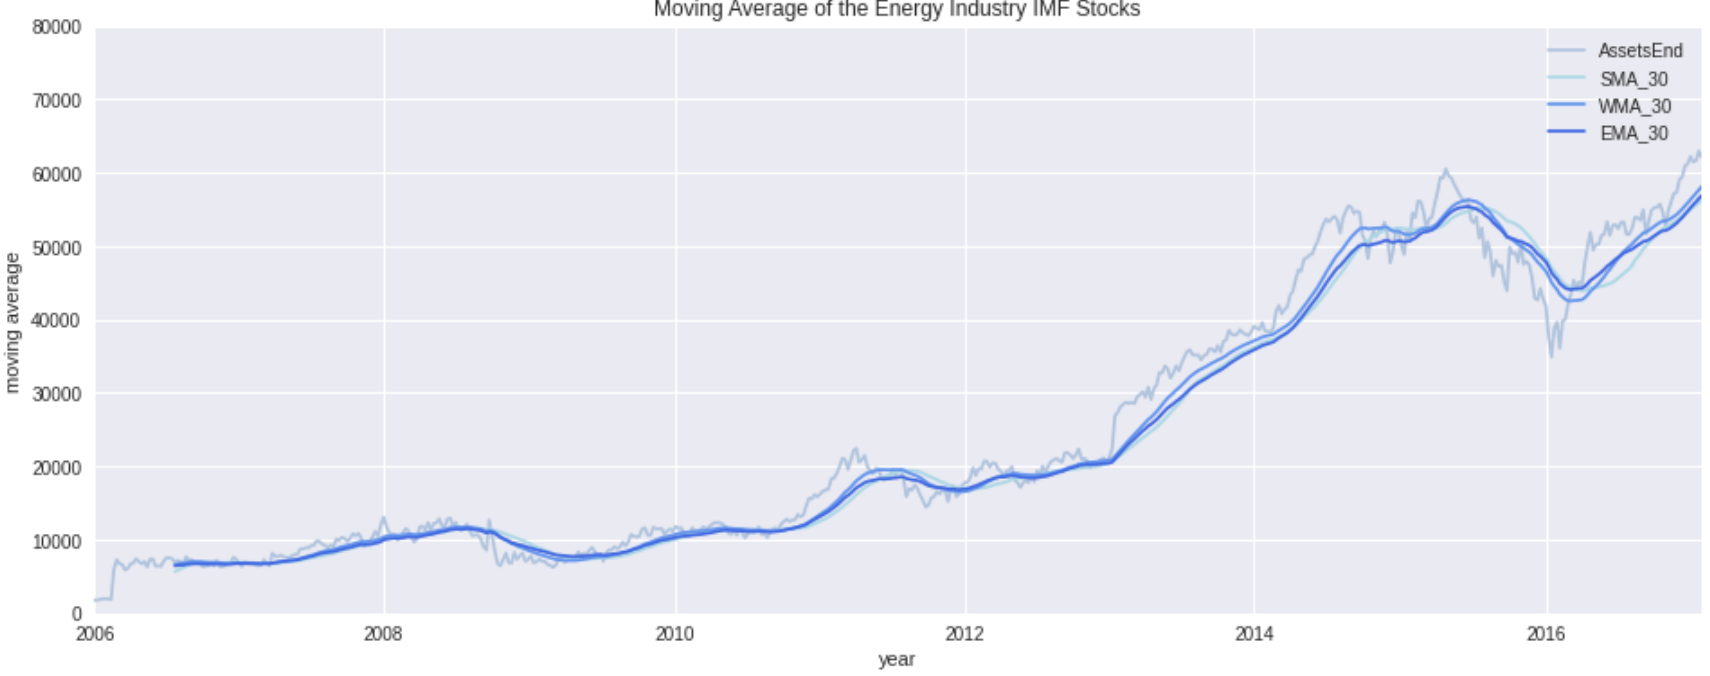 Moving Average of the Energy Industry IMF Stocks
80000
70000
60000
50000
40000
30000
20000
10000
0
moving average
2006 2008 2010 2012 2014 2016
year
AssetsEnd
SMA_30
WMA_30
EMA_30